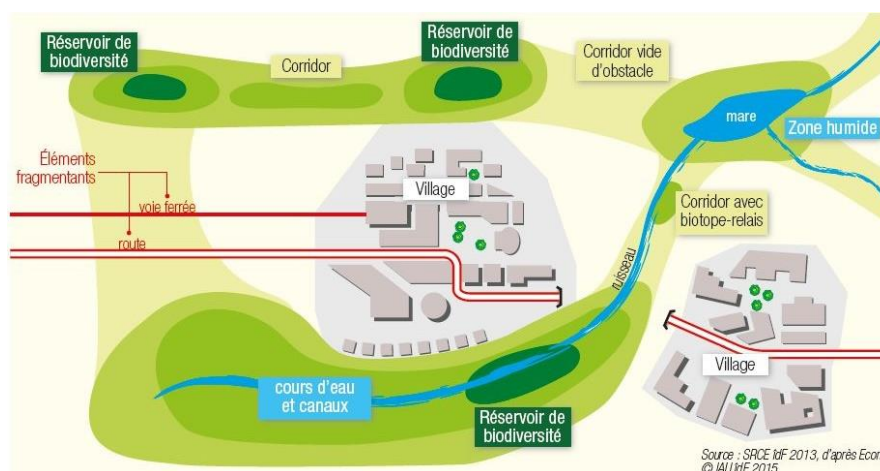 Réservoir de
biodiversité
Corridor
Réservoir de
biodiversité
Corridor vide
d'obstacle
mare
Zone humide
Éléments
fragmentants
voie ferrée
route
Village
Corridor avec
biotope-relais
ruisseau
cours d'eau
et canaux
Réservoir de
biodiversité
Village
Source : SRCE IdF 2013, d'après
© IAU IdF 2015